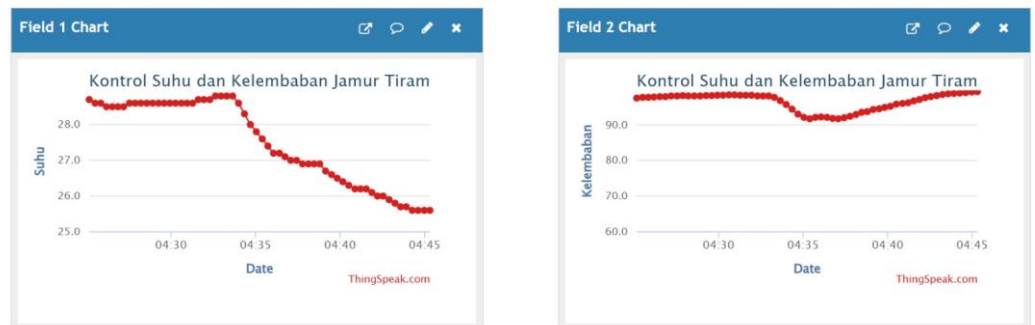 Field 1 Chart
Kontrol Suhu dan Kelembaban Jamur Tiram
Suhu
28.0
27.0
26.0
25.0
04:30 04:35 04:40 04:45
Date
ThingSpeak.com
Field 2 Chart
Kontrol Suhu dan Kelembaban Jamur Tiram
Kelembaban
90.0
80.0
70.0
60.0
04:30 04:35 04:40 04:45
Date
ThingSpeak.com